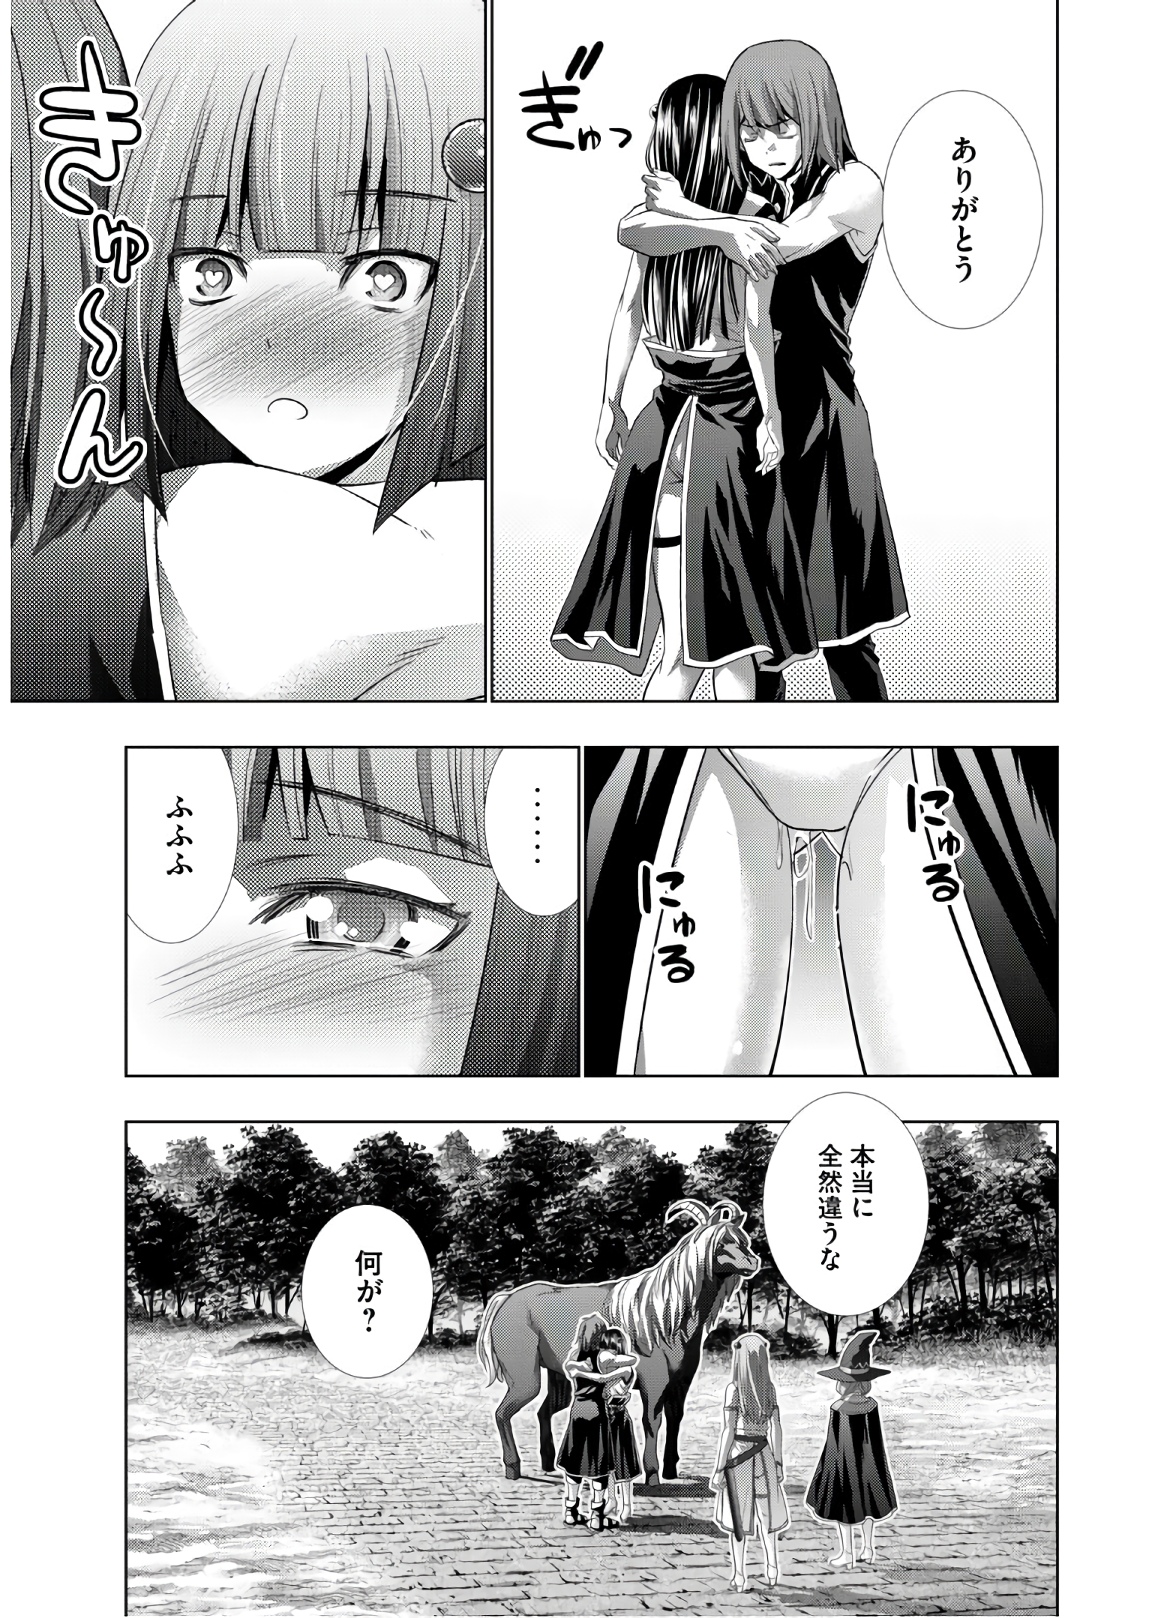 ありがとう
ぎゅっ
きゅ～ん
にゅる
にゅる
・・・・・
ふふふ
本当に
全然違うな
何が？